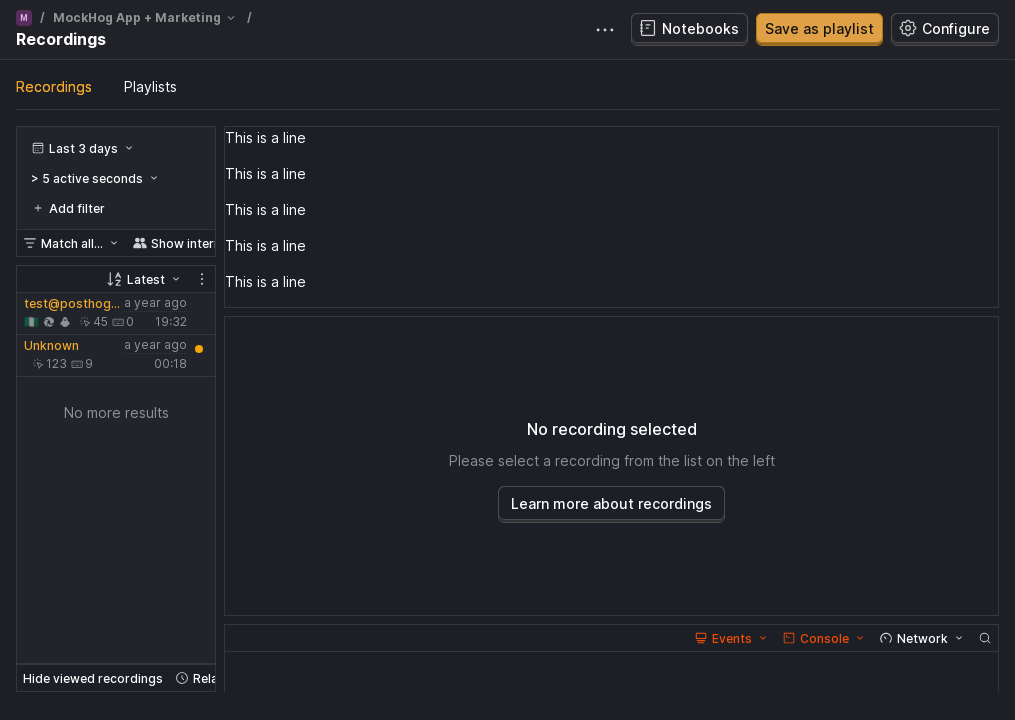 M / MockHog App + Marketing /
Recordings
Notebooks
Save as playlist
Configure
Recordings
Playlists
Last 3 days
> 5 active seconds
+ Add filter
Match all...
Show intern
Latest
test@posthog... a year ago
45 0 19:32
Unknown a year ago
123 9 00:18
No more results
Hide viewed recordings
Rela
This is a line
This is a line
This is a line
This is a line
This is a line
No recording selected
Please select a recording from the list on the left
Learn more about recordings
Events
Console
Network